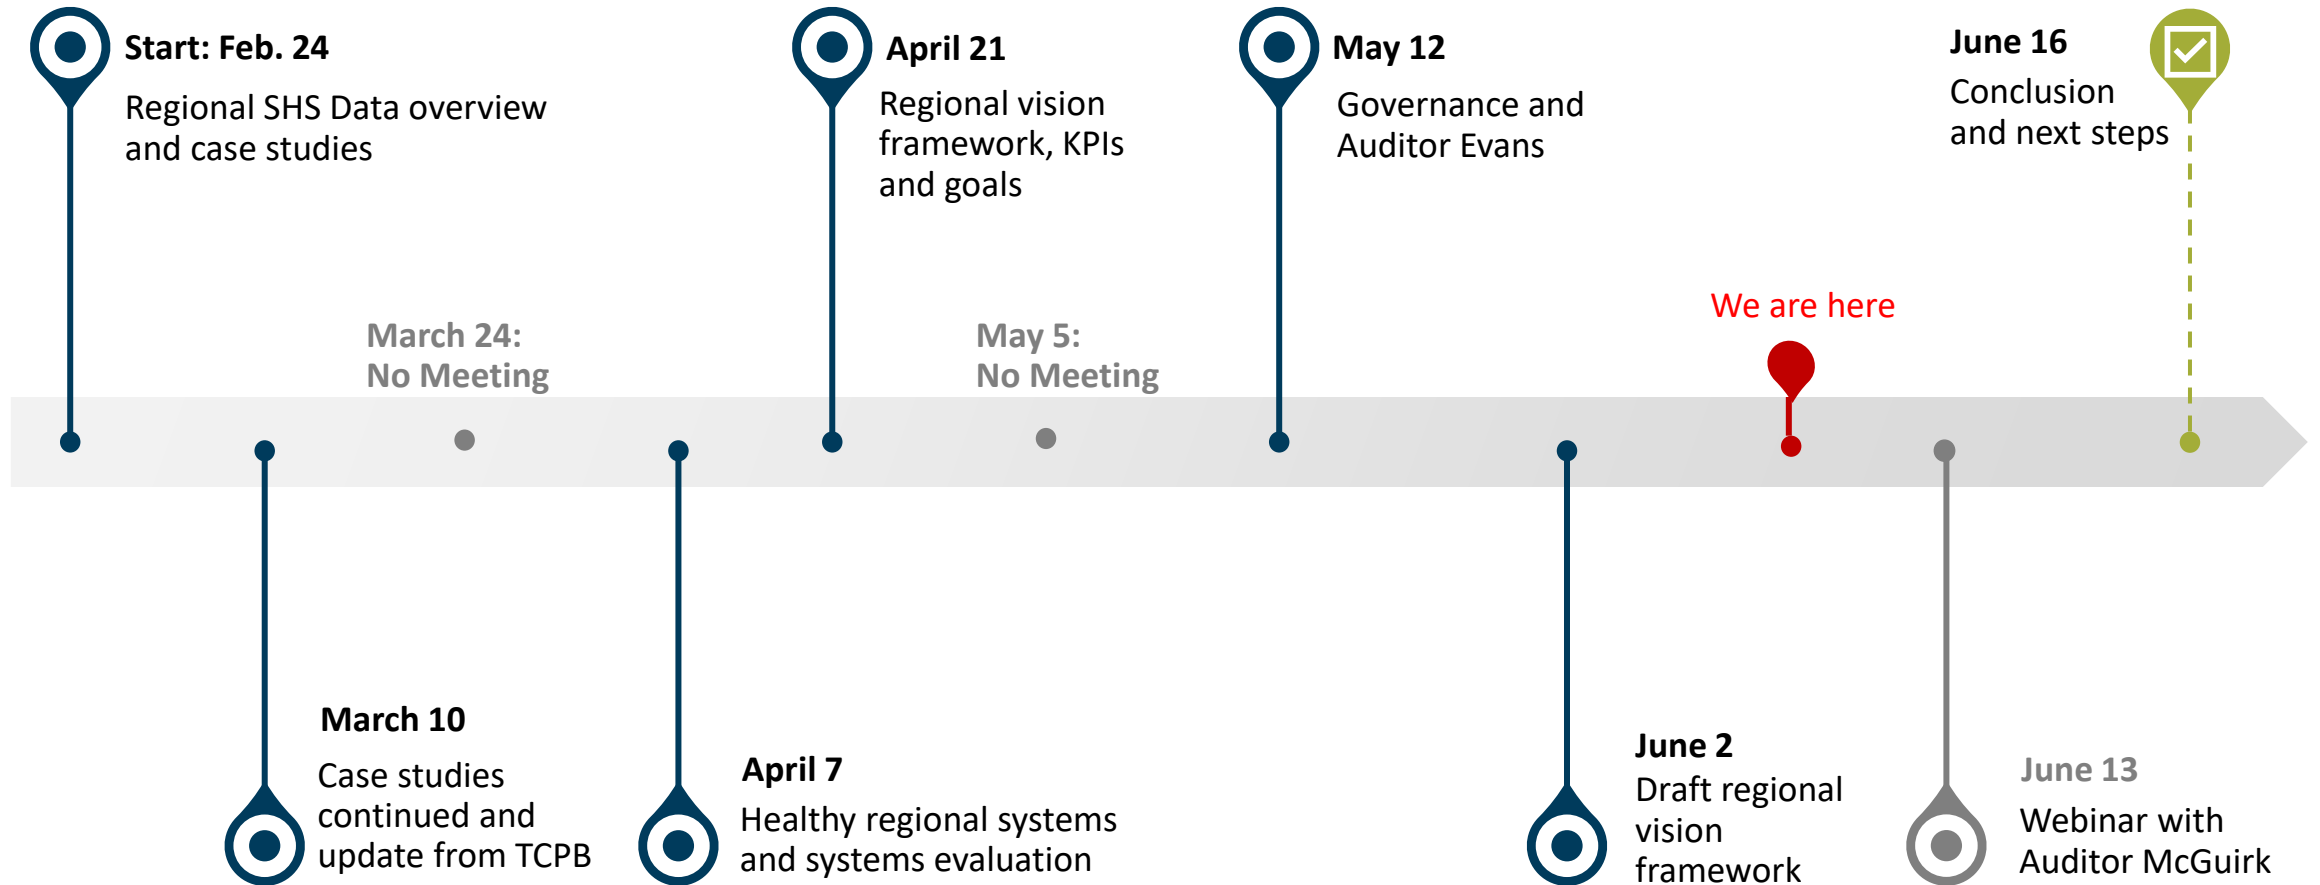 Start: Feb. 24
Regional SHS Data overview
and case studies
April 21
Regional vision
framework, KPIs
and goals
May 12
Governance and
Auditor Evans
June 16
Conclusion
and next steps
March 24:
No Meeting
May 5:
No Meeting
We are here
March 10
Case studies
continued and
update from TCPB
April 7
Healthy regional systems
and systems evaluation
June 2
Draft regional
vision
framework
June 13
Webinar with
Auditor McGuirk